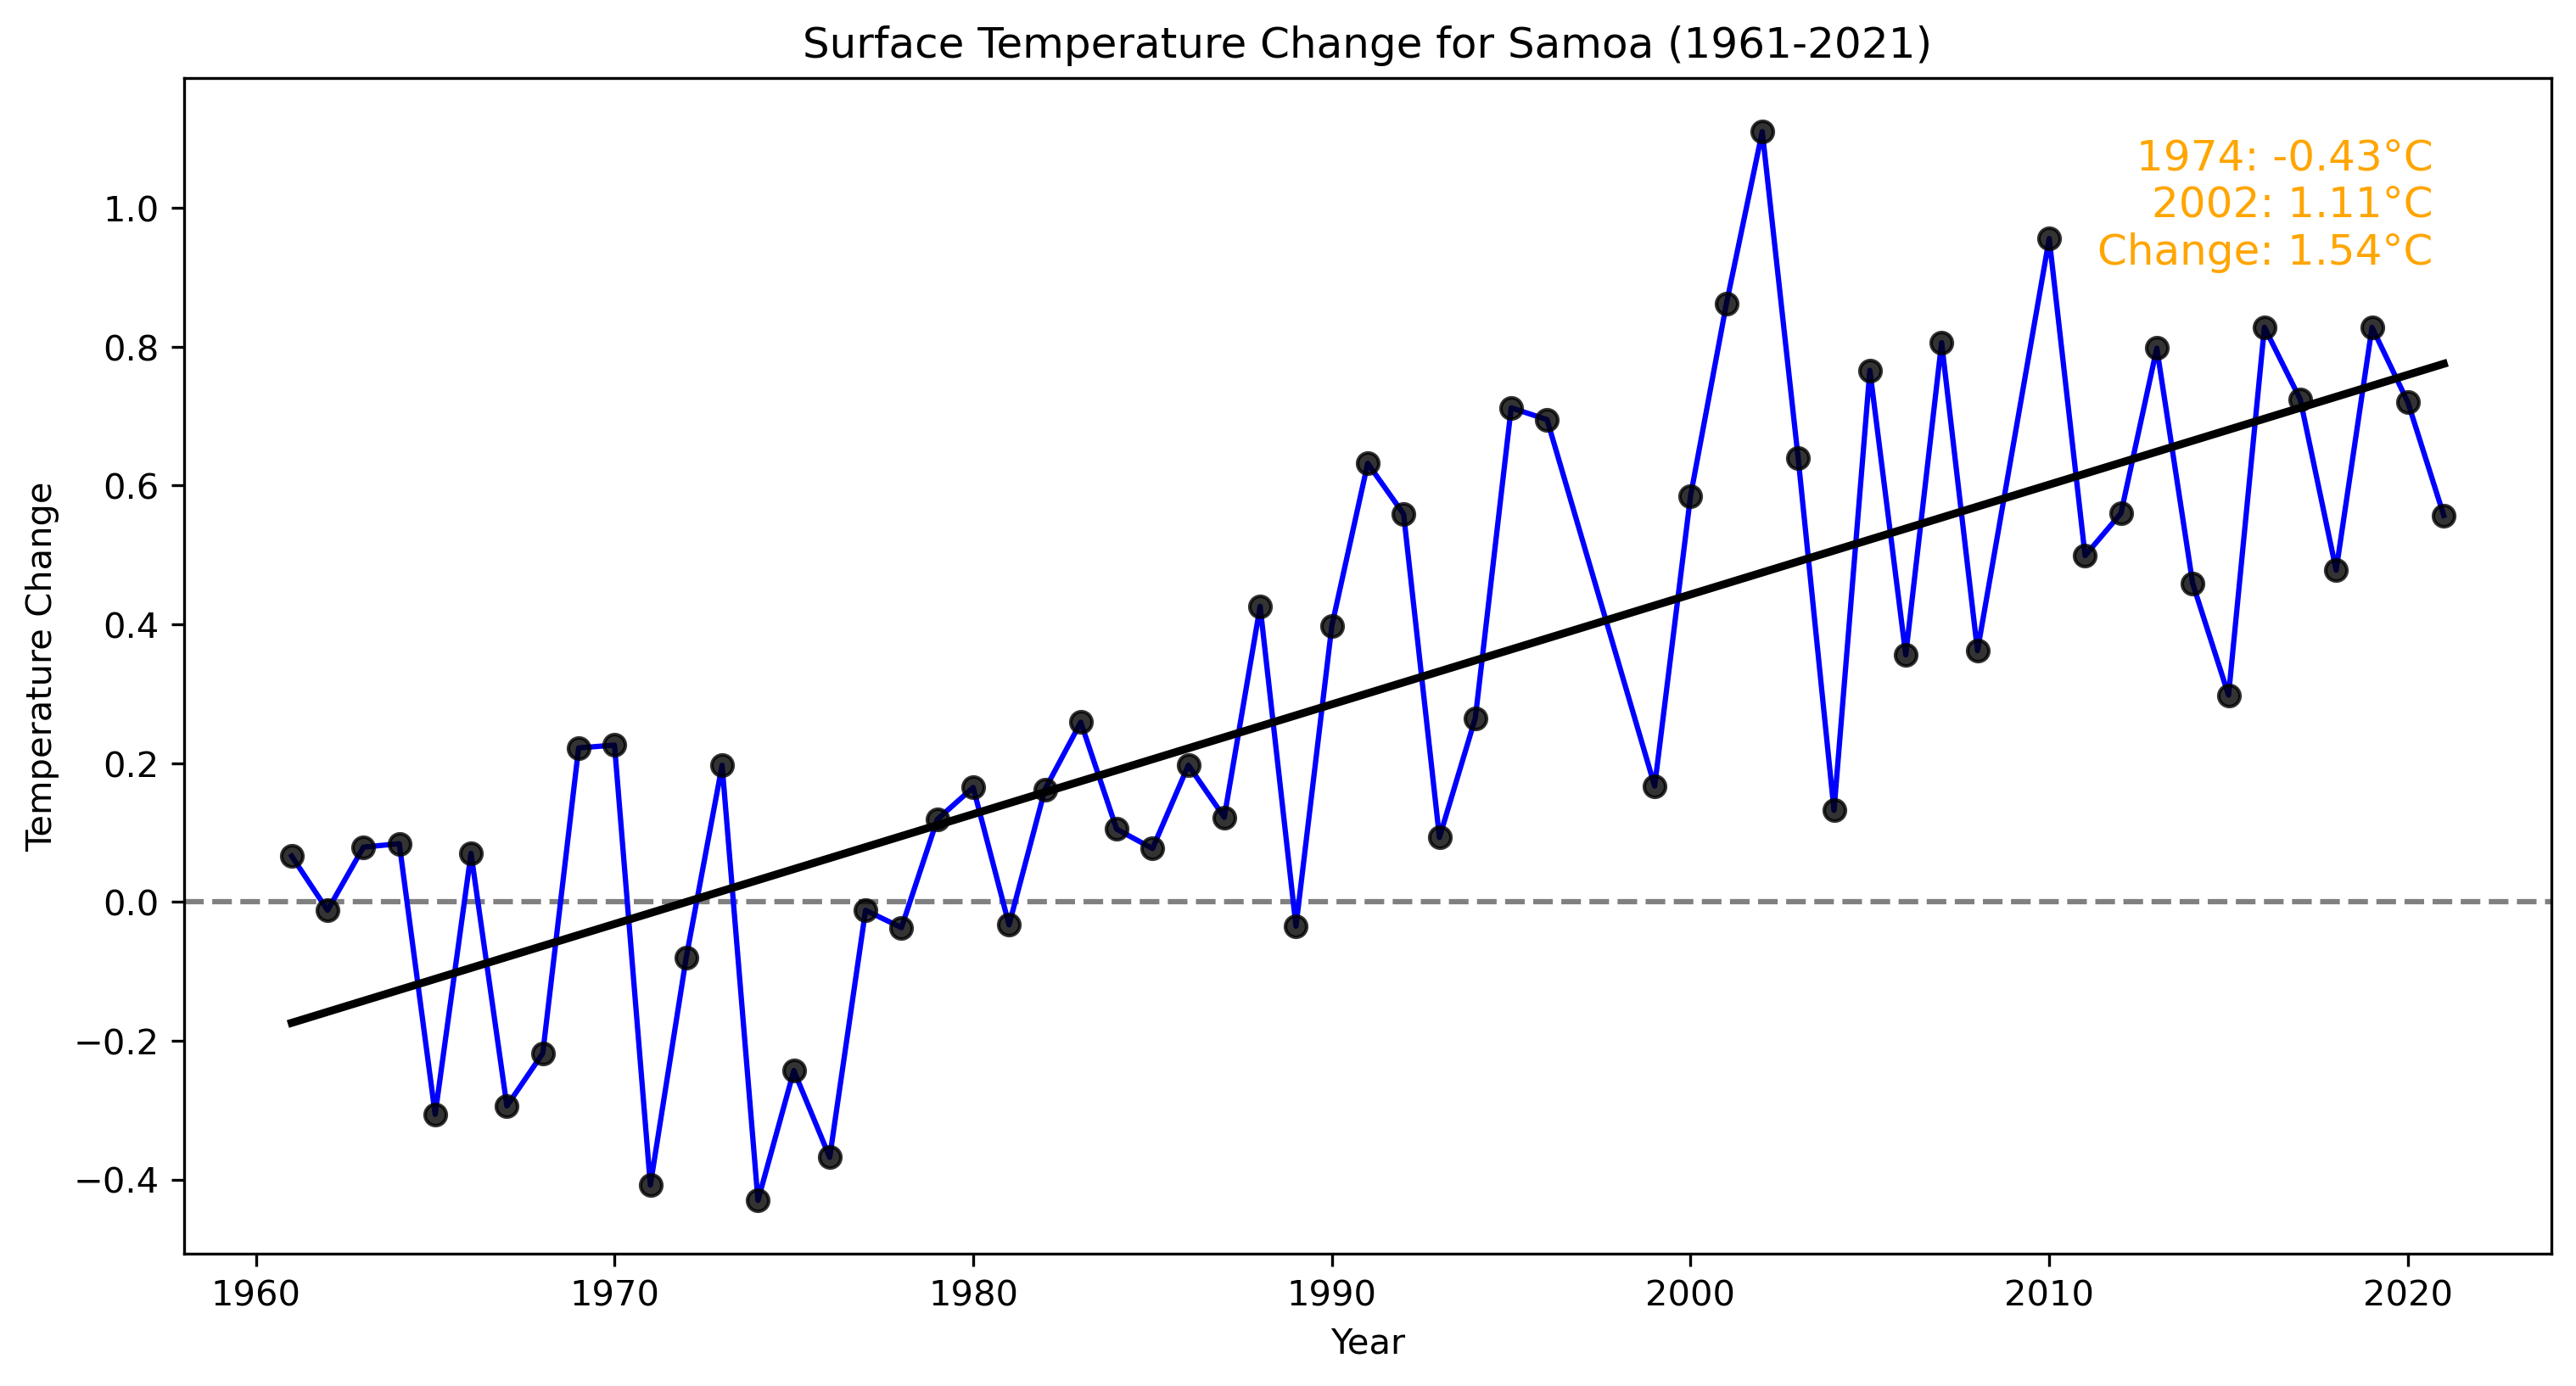 Surface Temperature Change for Samoa (1961-2021)
1974: -0.43°C
2002: 1.11°C
Change: 1.54°C
Temperature Change
1.0
0.8
0.6
0.4
0.2
0.0
−0.2
−0.4
1960 1970 1980 1990 2000 2010 2020
Year